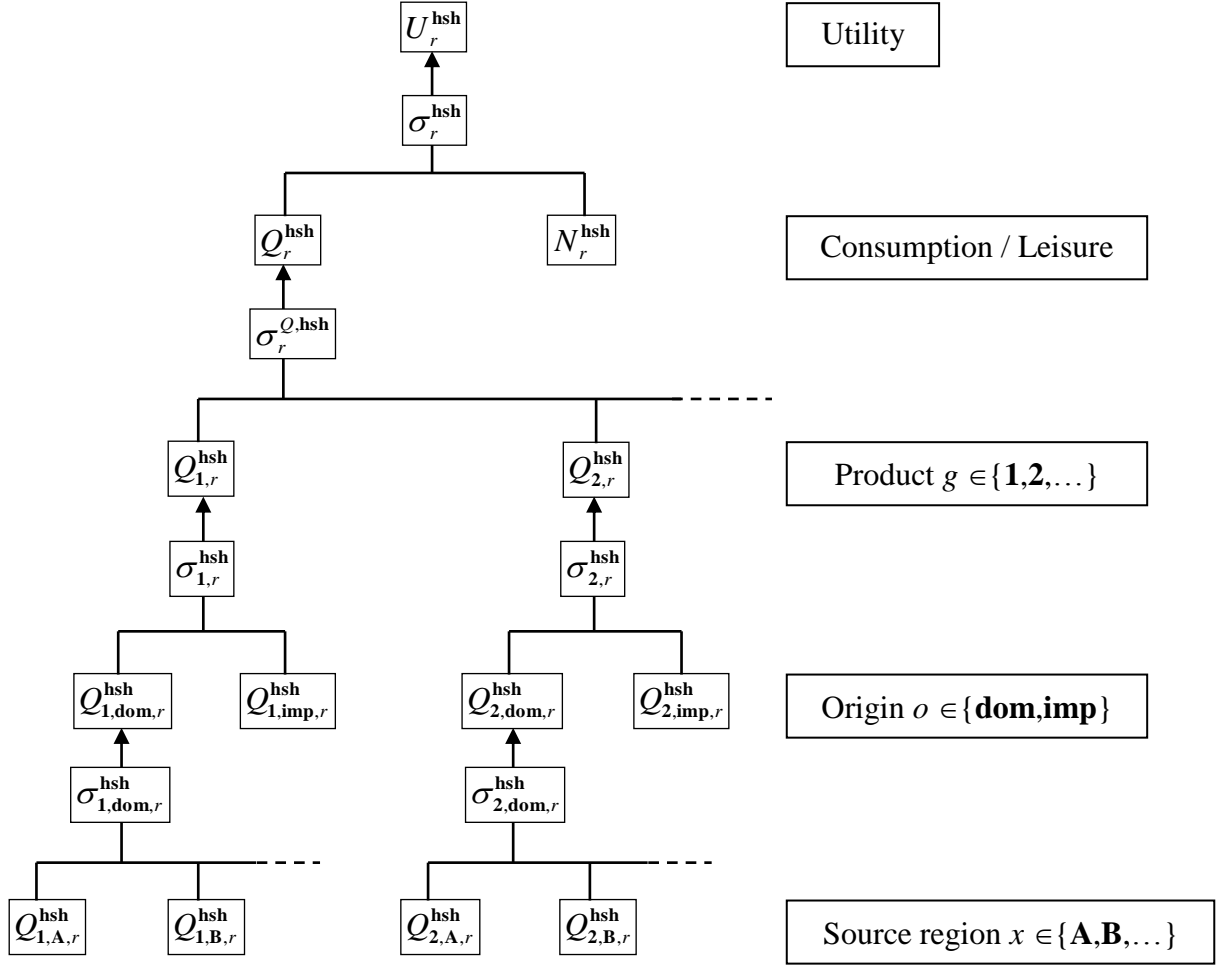 U_r^hsh Utility
σ_r^hsh
Q_r^hsh N_r^hsh Consumption / Leisure
σ_r^Q,hsh
Q_1,r^hsh Q_2,r^hsh Product g ∈{1,2,…}
σ_1,r^hsh σ_2,r^hsh
Q_1,dom,r^hsh Q_1,imp,r^hsh Q_2,dom,r^hsh Q_2,imp,r^hsh Origin o ∈{dom,imp}
σ_1,dom,r^hsh σ_2,dom,r^hsh
Q_1,A,r^hsh Q_1,B,r^hsh Q_2,A,r^hsh Q_2,B,r^hsh Source region x ∈{A,B,…}